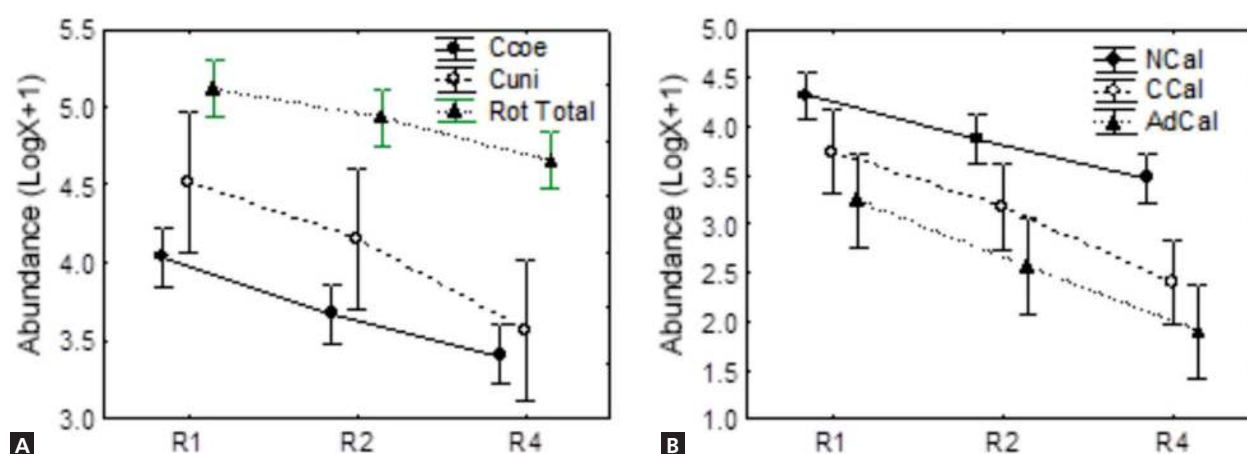 Abundance (LogX+1)
5.5
5.0
4.5
4.0
3.5
3.0
Ccoe
Cuni
Rot Total
R1
R2
R4
A
Abundance (LogX+1)
5.0
4.5
4.0
3.5
3.0
2.5
2.0
1.5
1.0
NCal
CCal
AdCal
R1
R2
R4
B